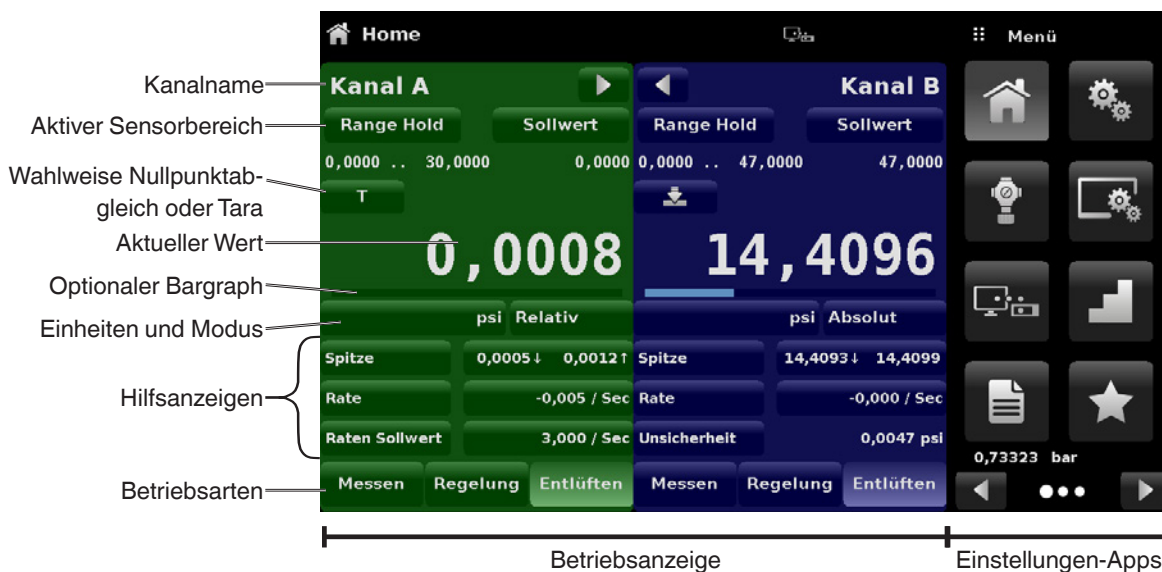 Home
Menü
Kanalname
Kanal A
Kanal B
Aktiver Sensorbereich
Range Hold
Sollwert
Range Hold
Sollwert
0,0000 .. 30,0000
0,0000
0,0000 .. 47,0000
47,0000
Wahlweise Nullpunktab-
gleich oder Tara
T
Aktueller Wert
0,0008
14,4096
Optionaler Bargraph
Einheiten und Modus
psi
Relativ
psi
Absolut
Hilfsanzeigen
Spitze
0,0005↓ 0,0012↑
Spitze
14,4093↓ 14,4099
Rate
-0,005 / Sec
Rate
-0,000 / Sec
Raten Sollwert
3,000 / Sec
Unsicherheit
0,0047 psi
0,73323 bar
Betriebsarten
Messen
Regelung
Entlüften
Messen
Regelung
Entlüften
Betriebsanzeige
Einstellungen-Apps